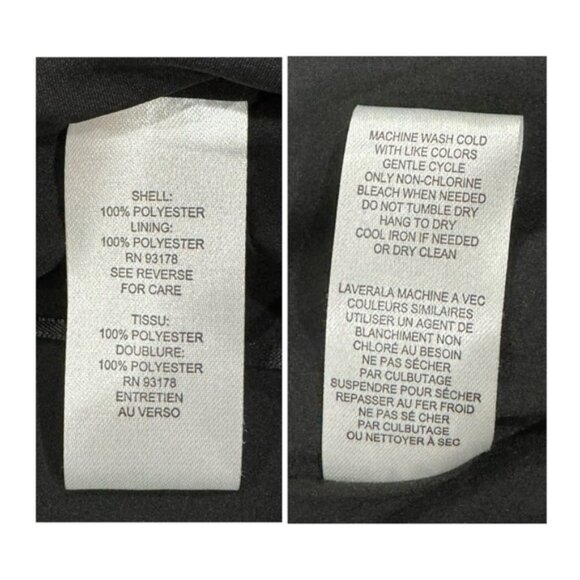 SHELL:
100% POLYESTER
LINING:
100% POLYESTER
RN 93178
SEE REVERSE
FOR CARE
TISSU:
100% POLYESTER
DOUBLURE:
100% POLYESTER
RN 93178
ENTRETIEN
AU VERSO
MACHINE WASH COLD
WITH LIKE COLORS
GENTLE CYCLE
ONLY NON-CHLORINE
BLEACH WHEN NEEDED
DO NOT TUMBLE DRY
HANG TO DRY
COOL IRON IF NEEDED
OR DRY CLEAN
LAVERALA MACHINE A VEC
COULEURS SIMILAIRES
UTILISER UN AGENT DE
BLANCHIMENT NON
CHLORÉ AU BESOIN
NE PAS SÉCHER
PAR CULBUTAGE
SUSPENDRE POUR SÉCHER
REPASSER AU FER FROID
NE PAS SÉ CHER
PAR CULBUTAGE
OU NETTOYER À SEC